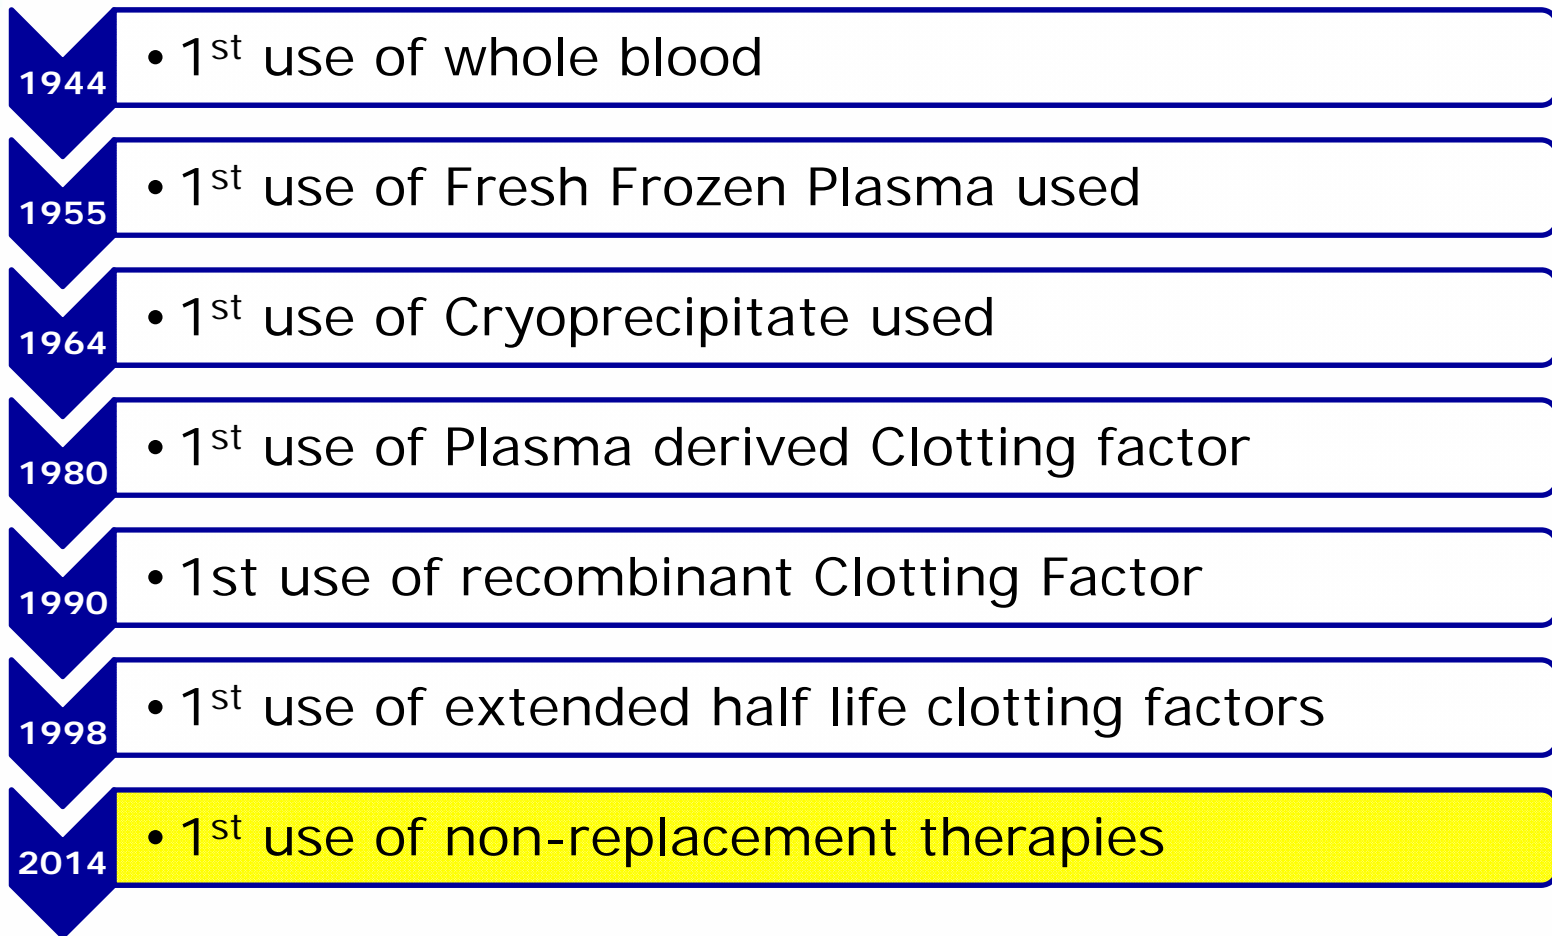 1944
• 1st use of whole blood
1955
• 1st use of Fresh Frozen Plasma used
1964
• 1st use of Cryoprecipitate used
1980
• 1st use of Plasma derived Clotting factor
1990
• 1st use of recombinant Clotting Factor
1998
• 1st use of extended half life clotting factors
2014
• 1st use of non-replacement therapies